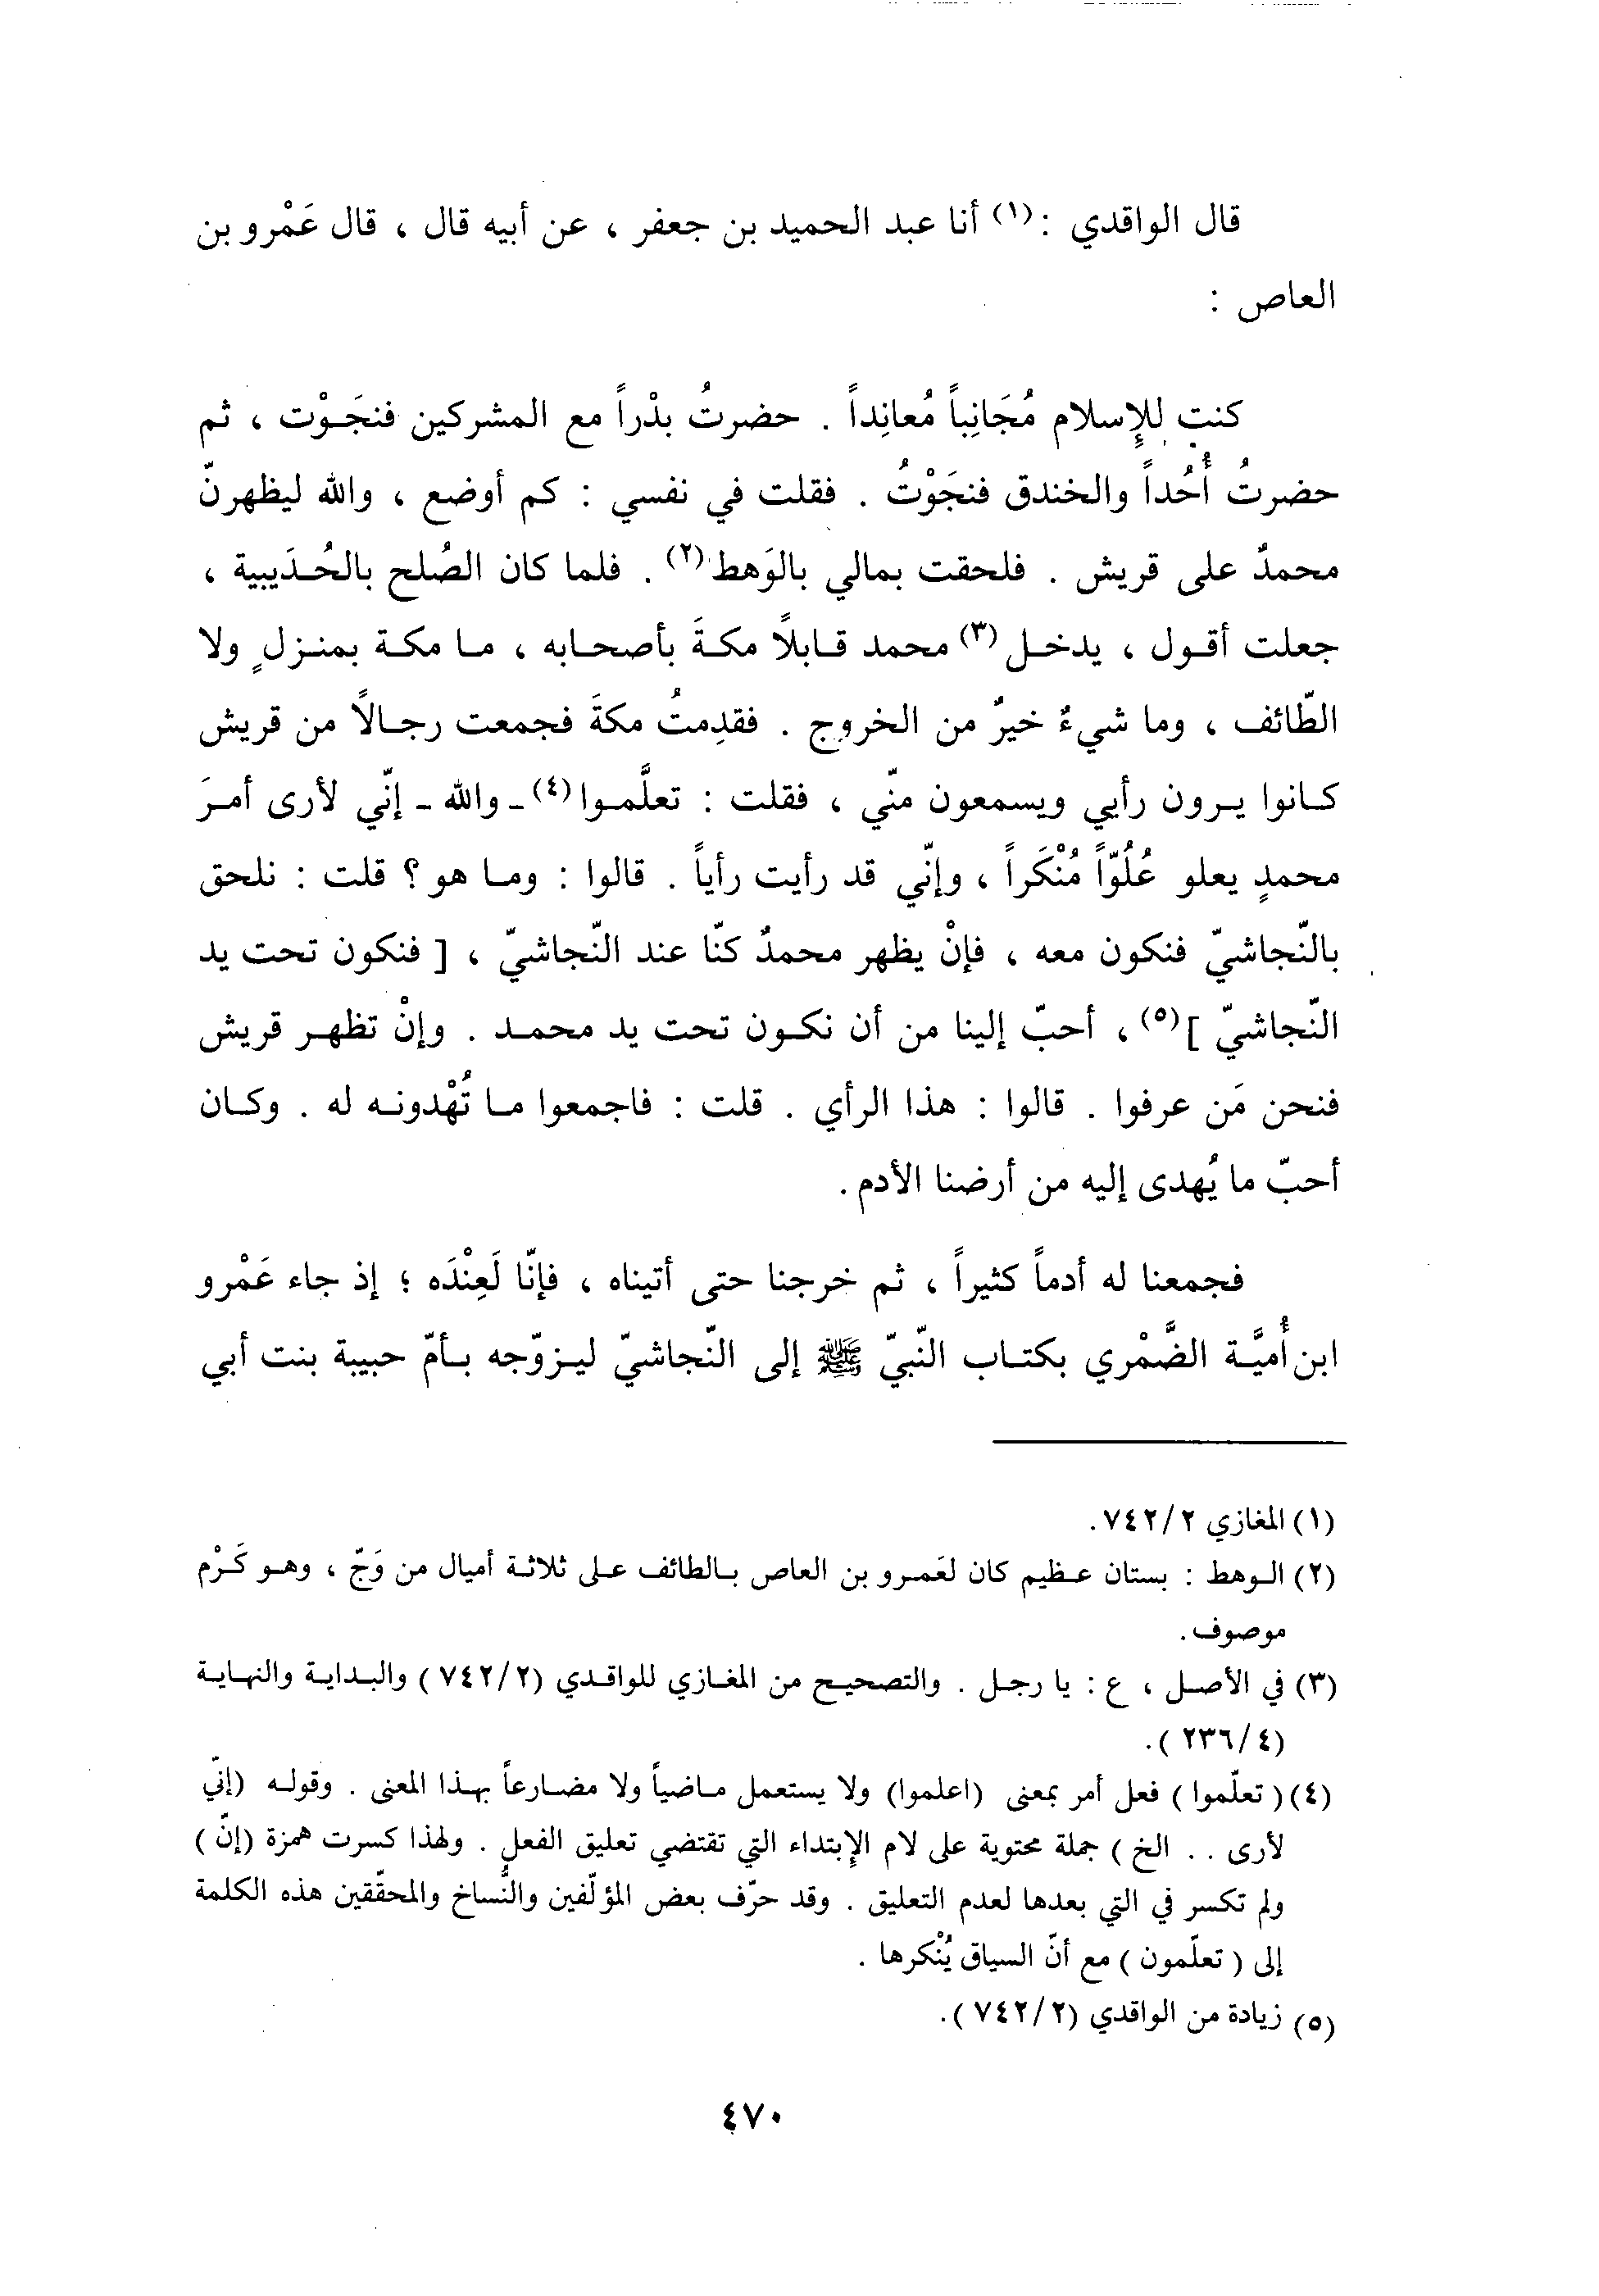 قال الواقدي :(١) أنا عبد الحميد بن جعفر ، عن أبيه قال ، قال عَمْرو بن
العاص :
كنت للإسلام مُجَانِباً مُعانِداً . حضرتُ بدْراً مع المشركين فنجَوْت ، ثم
حضرتُ أُحُداً والخندق فنجَوْتُ . فقلت في نفسي : كم أوضع ، والله ليظهرنّ
محمدٌ على قريش . فلحقت بمالي بالوَهط(٢) . فلما كان الصُلح بالحُدَيبية ،
جعلت أقول ، يدخل(٣) محمد قابلاً مكةَ بأصحابه ، ما مكة بمنزلٍ ولا
الطّائف ، وما شيءٌ خيرٌ من الخروج . فقدِمتُ مكةَ فجمعت رجالاً من قريش
كانوا يرون رأيي ويسمعون منّي ، فقلت : تعلَّموا(٤) ـ والله ـ إنّي لأرى أمرَ
محمدٍ يعلو عُلُوّاً مُنْكَراً ، وإنّي قد رأيت رأياً . قالوا : وما هو ؟ قلت : نلحق
بالنّجاشيّ فنكون معه ، فإنْ يظهر محمدٌ كنّا عند النّجاشيّ ، [ فنكون تحت يد
النّجاشيّ ](٥) ، أحبّ إلينا من أن نكون تحت يد محمد . وإنْ تظهر قريش
فنحن مَن عرفوا . قالوا : هذا الرأي . قلت : فاجمعوا ما تُهْدونه له . وكان
أحبّ ما يُهدى إليه من أرضنا الأدم .
فجمعنا له أدماً كثيراً ، ثم خرجنا حتى أتيناه ، فإنّا لَعِنْدَه ؛ إذ جاء عَمْرو
ابن أُميَّة الضَّمْري بكتاب النّبيّ ﷺ إلى النّجاشيّ ليزوّجه بأمّ حبيبة بنت أبي
(١) المغازي ٧٤٢/٢ .
(٢) الوهط : بستان عظيم كان لعَمرو بن العاص بالطائف على ثلاثة أميال من وَجّ ، وهو كَرْم
موصوف .
(٣) في الأصل ، ع : يا رجل . والتصحيح من المغازي للواقدي (٧٤٢/٢ ) والبداية والنهاية
(٢٣٦/٤ ) .
(٤) ( تعلّموا ) فعل أمر بمعنى (اعلموا) ولا يستعمل ماضياً ولا مضارعاً بهذا المعنى . وقوله (إنّي
لأرى . . الخ ) جملة محتوية على لام الإبتداء التي تقتضي تعليق الفعل . ولهذا كسرت همزة (إنّ )
ولم تكسر في التي بعدها لعدم التعليق . وقد حرّف بعض المؤلّفين والنُّساخ والمحقّقين هذه الكلمة
إلى ( تعلّمون ) مع أنّ السياق يُنْكرها .
(٥) زيادة من الواقدي (٧٤٢/٢ ) .
٤٧٠